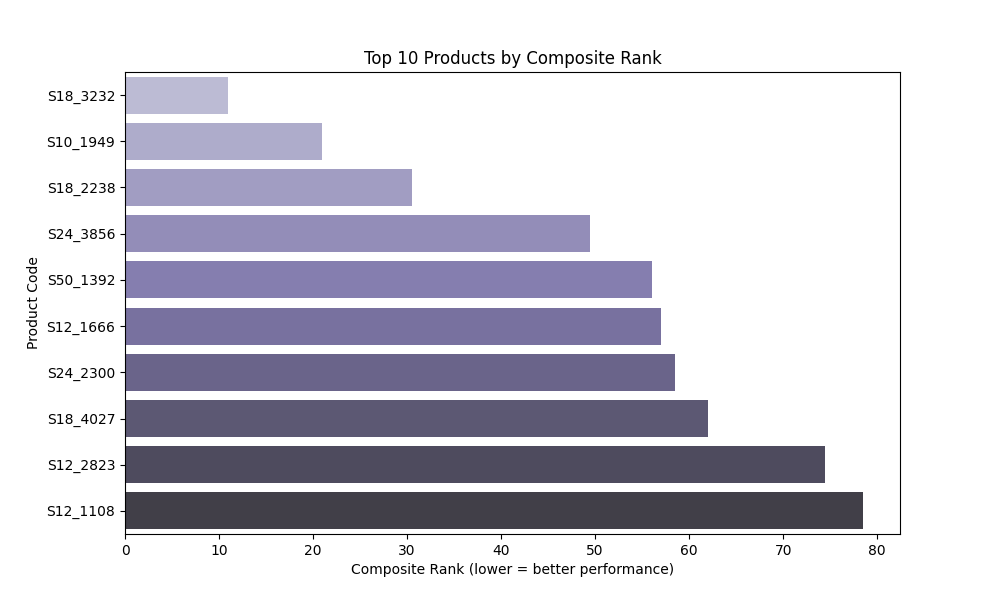 Top 10 Products by Composite Rank
Product Code
S18_3232
S10_1949
S18_2238
S24_3856
S50_1392
S12_1666
S24_2300
S18_4027
S12_2823
S12_1108
0 10 20 30 40 50 60 70 80
Composite Rank (lower = better performance)